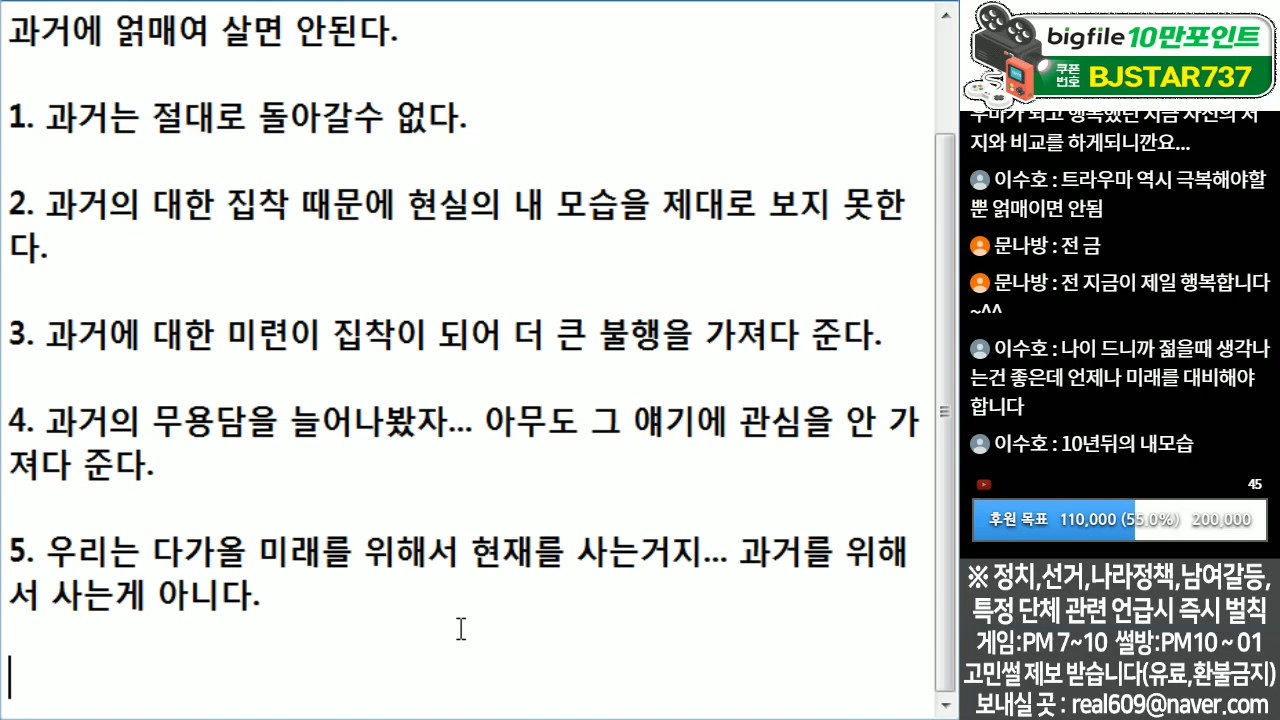 과거에 얽매여 살면 안된다.
1. 과거는 절대로 돌아갈수 없다.
2. 과거의 대한 집착 때문에 현실의 내 모습을 제대로 보지 못한
다.
3. 과거에 대한 미련이 집착이 되어 더 큰 불행을 가져다 준다.
4. 과거의 무용담을 늘어나봤자... 아무도 그 얘기에 관심을 안 가
져다 준다.
5. 우리는 다가올 미래를 위해서 현재를 사는거지... 과거를 위해
서 사는게 아니다.
bigfile 10만포인트
쿠폰
번호 BJSTAR737
지와 비교를 하게되니깐요...
이수호 : 트라우마 역시 극복해야할
뿐 얽매이면 안됨
문나방 : 전 금
문나방 : 전 지금이 제일 행복합니다
~^^
이수호 : 나이 드니까 젊을때 생각나
는건 좋은데 언제나 미래를 대비해야
합니다
이수호 : 10년뒤의 내모습
45
후원 목표 110,000 (55.0%) 200,000
※ 정치,선거,나라정책,남여갈등,
특정 단체 관련 언급시 즉시 벌칙
게임:PM 7~10 썰방:PM10 ~ 01
고민썰 제보 받습니다(유료,환불금지)
보내실 곳 : real609@naver.com